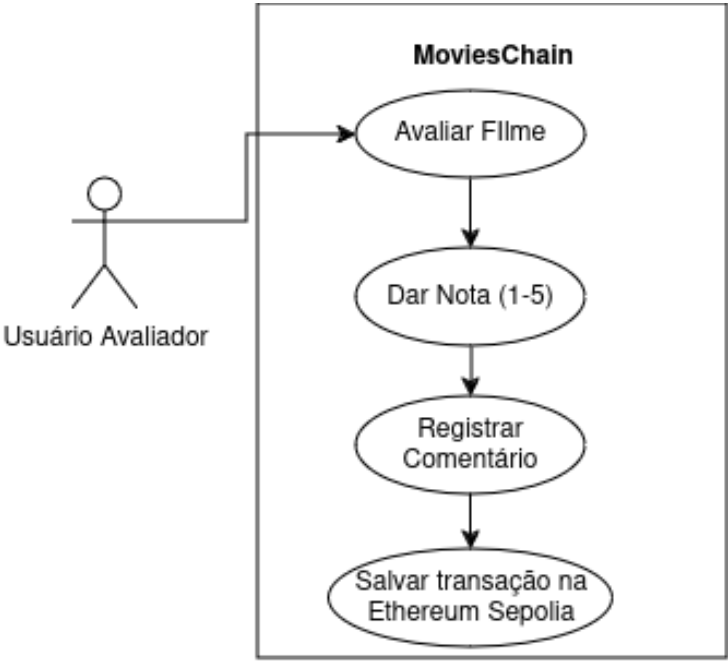 MoviesChain
Avaliar FIlme
Dar Nota (1-5)
Usuário Avaliador
Registrar
Comentário
Salvar transação na
Ethereum Sepolia